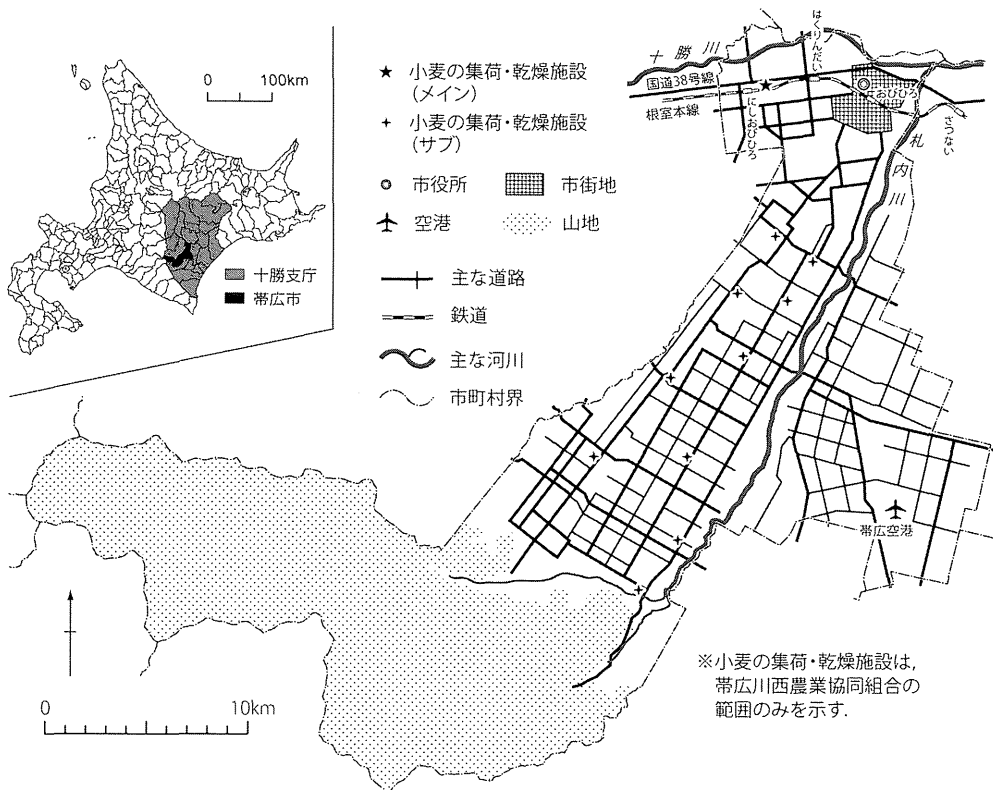 0 100km
十勝支庁
帯広市
小麦の集荷・乾燥施設
(メイン)
小麦の集荷・乾燥施設
(サブ)
市役所
市街地
空港
山地
主な道路
鉄道
主な河川
市町村界
十勝川
国道38号線
根室本線
はくりんだい
にしおびひろ
おびひろ
さつない
札内川
帯広空港
0 10km
※小麦の集荷・乾燥施設は,
帯広川西農業協同組合の
範囲のみを示す.